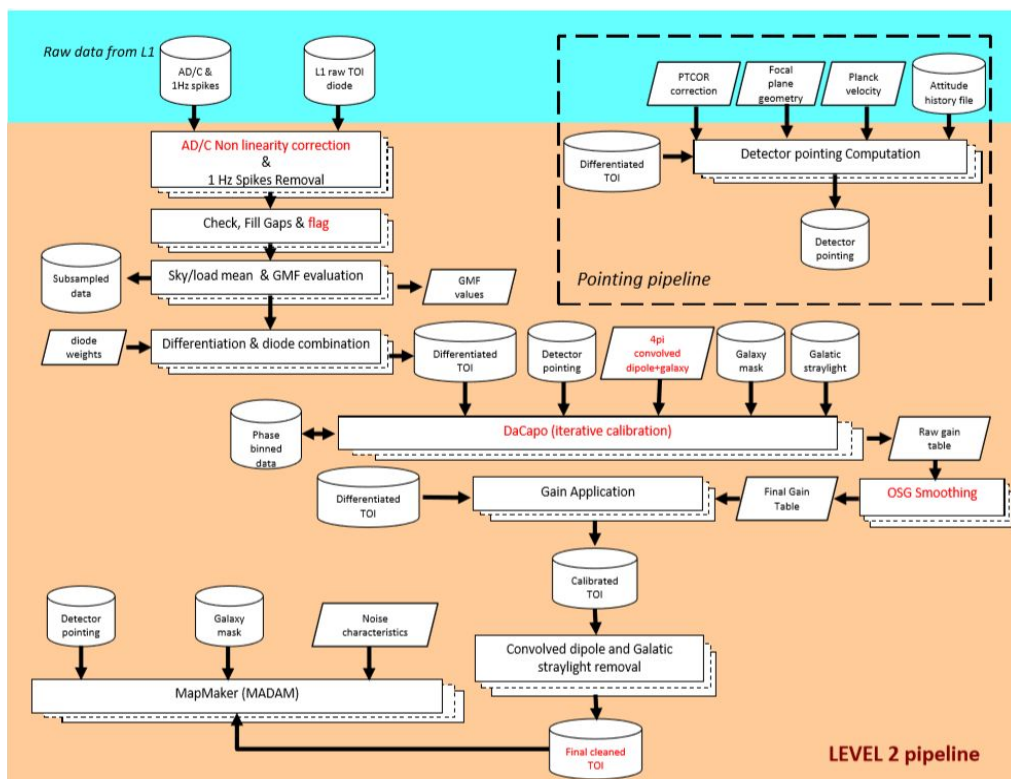 Raw data from L1
AD/C &
1Hz spikes
L1 raw TOI
diode
PTCOR
correction
Focal
plane
geometry
Planck
velocity
Attitude
history file
AD/C Non linearity correction
&
1 Hz Spikes Removal
Differentiated
TOI
Detector pointing Computation
Check, Fill Gaps & flag
Detector
pointing
Subsampled
data
Sky/load mean & GMF evaluation
GMF
values
Pointing pipeline
diode
weights
Differentiation & diode combination
Differentiated
TOI
Detector
pointing
4pi
convolved
dipole+galaxy
Galaxy
mask
Galatic
straylight
Phase
binned
data
DaCapo (iterative calibration)
Raw gain
table
Differentiated
TOI
Gain Application
Final Gain
Table
OSG Smoothing
Calibrated
TOI
Detector
pointing
Galaxy
mask
Noise
characteristics
Convolved dipole and Galatic
straylight removal
MapMaker (MADAM)
Final cleaned
TOI
LEVEL 2 pipeline